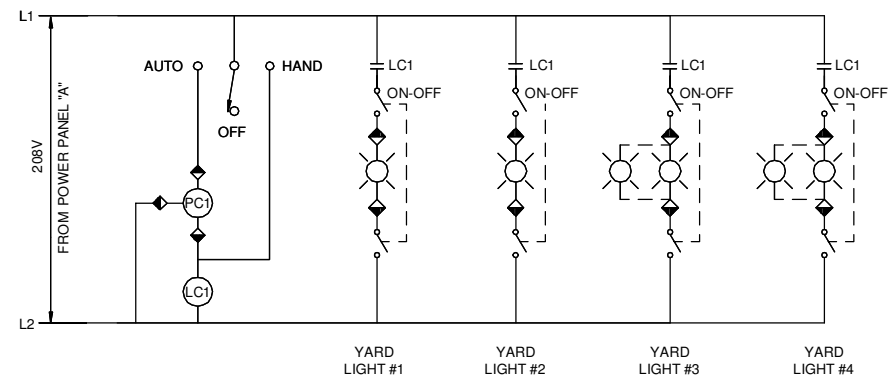 L1
AUTO
HAND
OFF
208V
FROM POWER PANEL "A"
PC1
LC1
L2
LC1
ON-OFF
LC1
ON-OFF
LC1
ON-OFF
LC1
ON-OFF
YARD
LIGHT #1
YARD
LIGHT #2
YARD
LIGHT #3
YARD
LIGHT #4